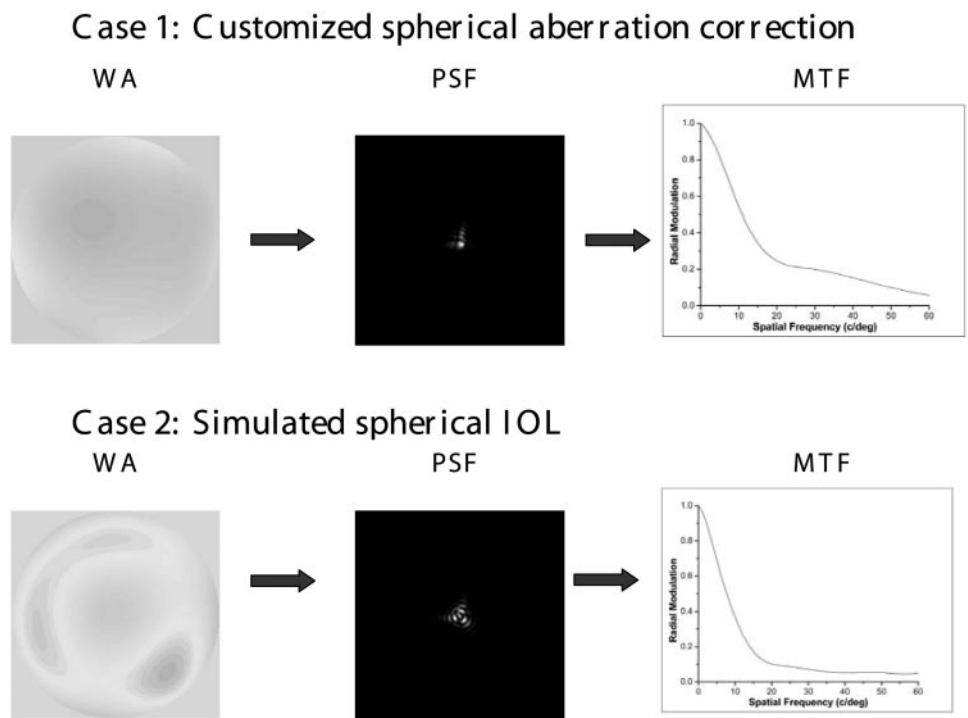 Case 1: Customized spherical aberration correction
WA PSF MTF
1.0
0.8
0.6
0.4
0.2
0.0
Radial Modulation
0 10 20 30 40 50 60
Spatial Frequency (c/deg)
Case 2: Simulated spherical IOL
WA PSF MTF
1.0
0.8
0.6
0.4
0.2
0.0
Radial Modulation
0 10 20 30 40 50 60
Spatial Frequency (c/deg)